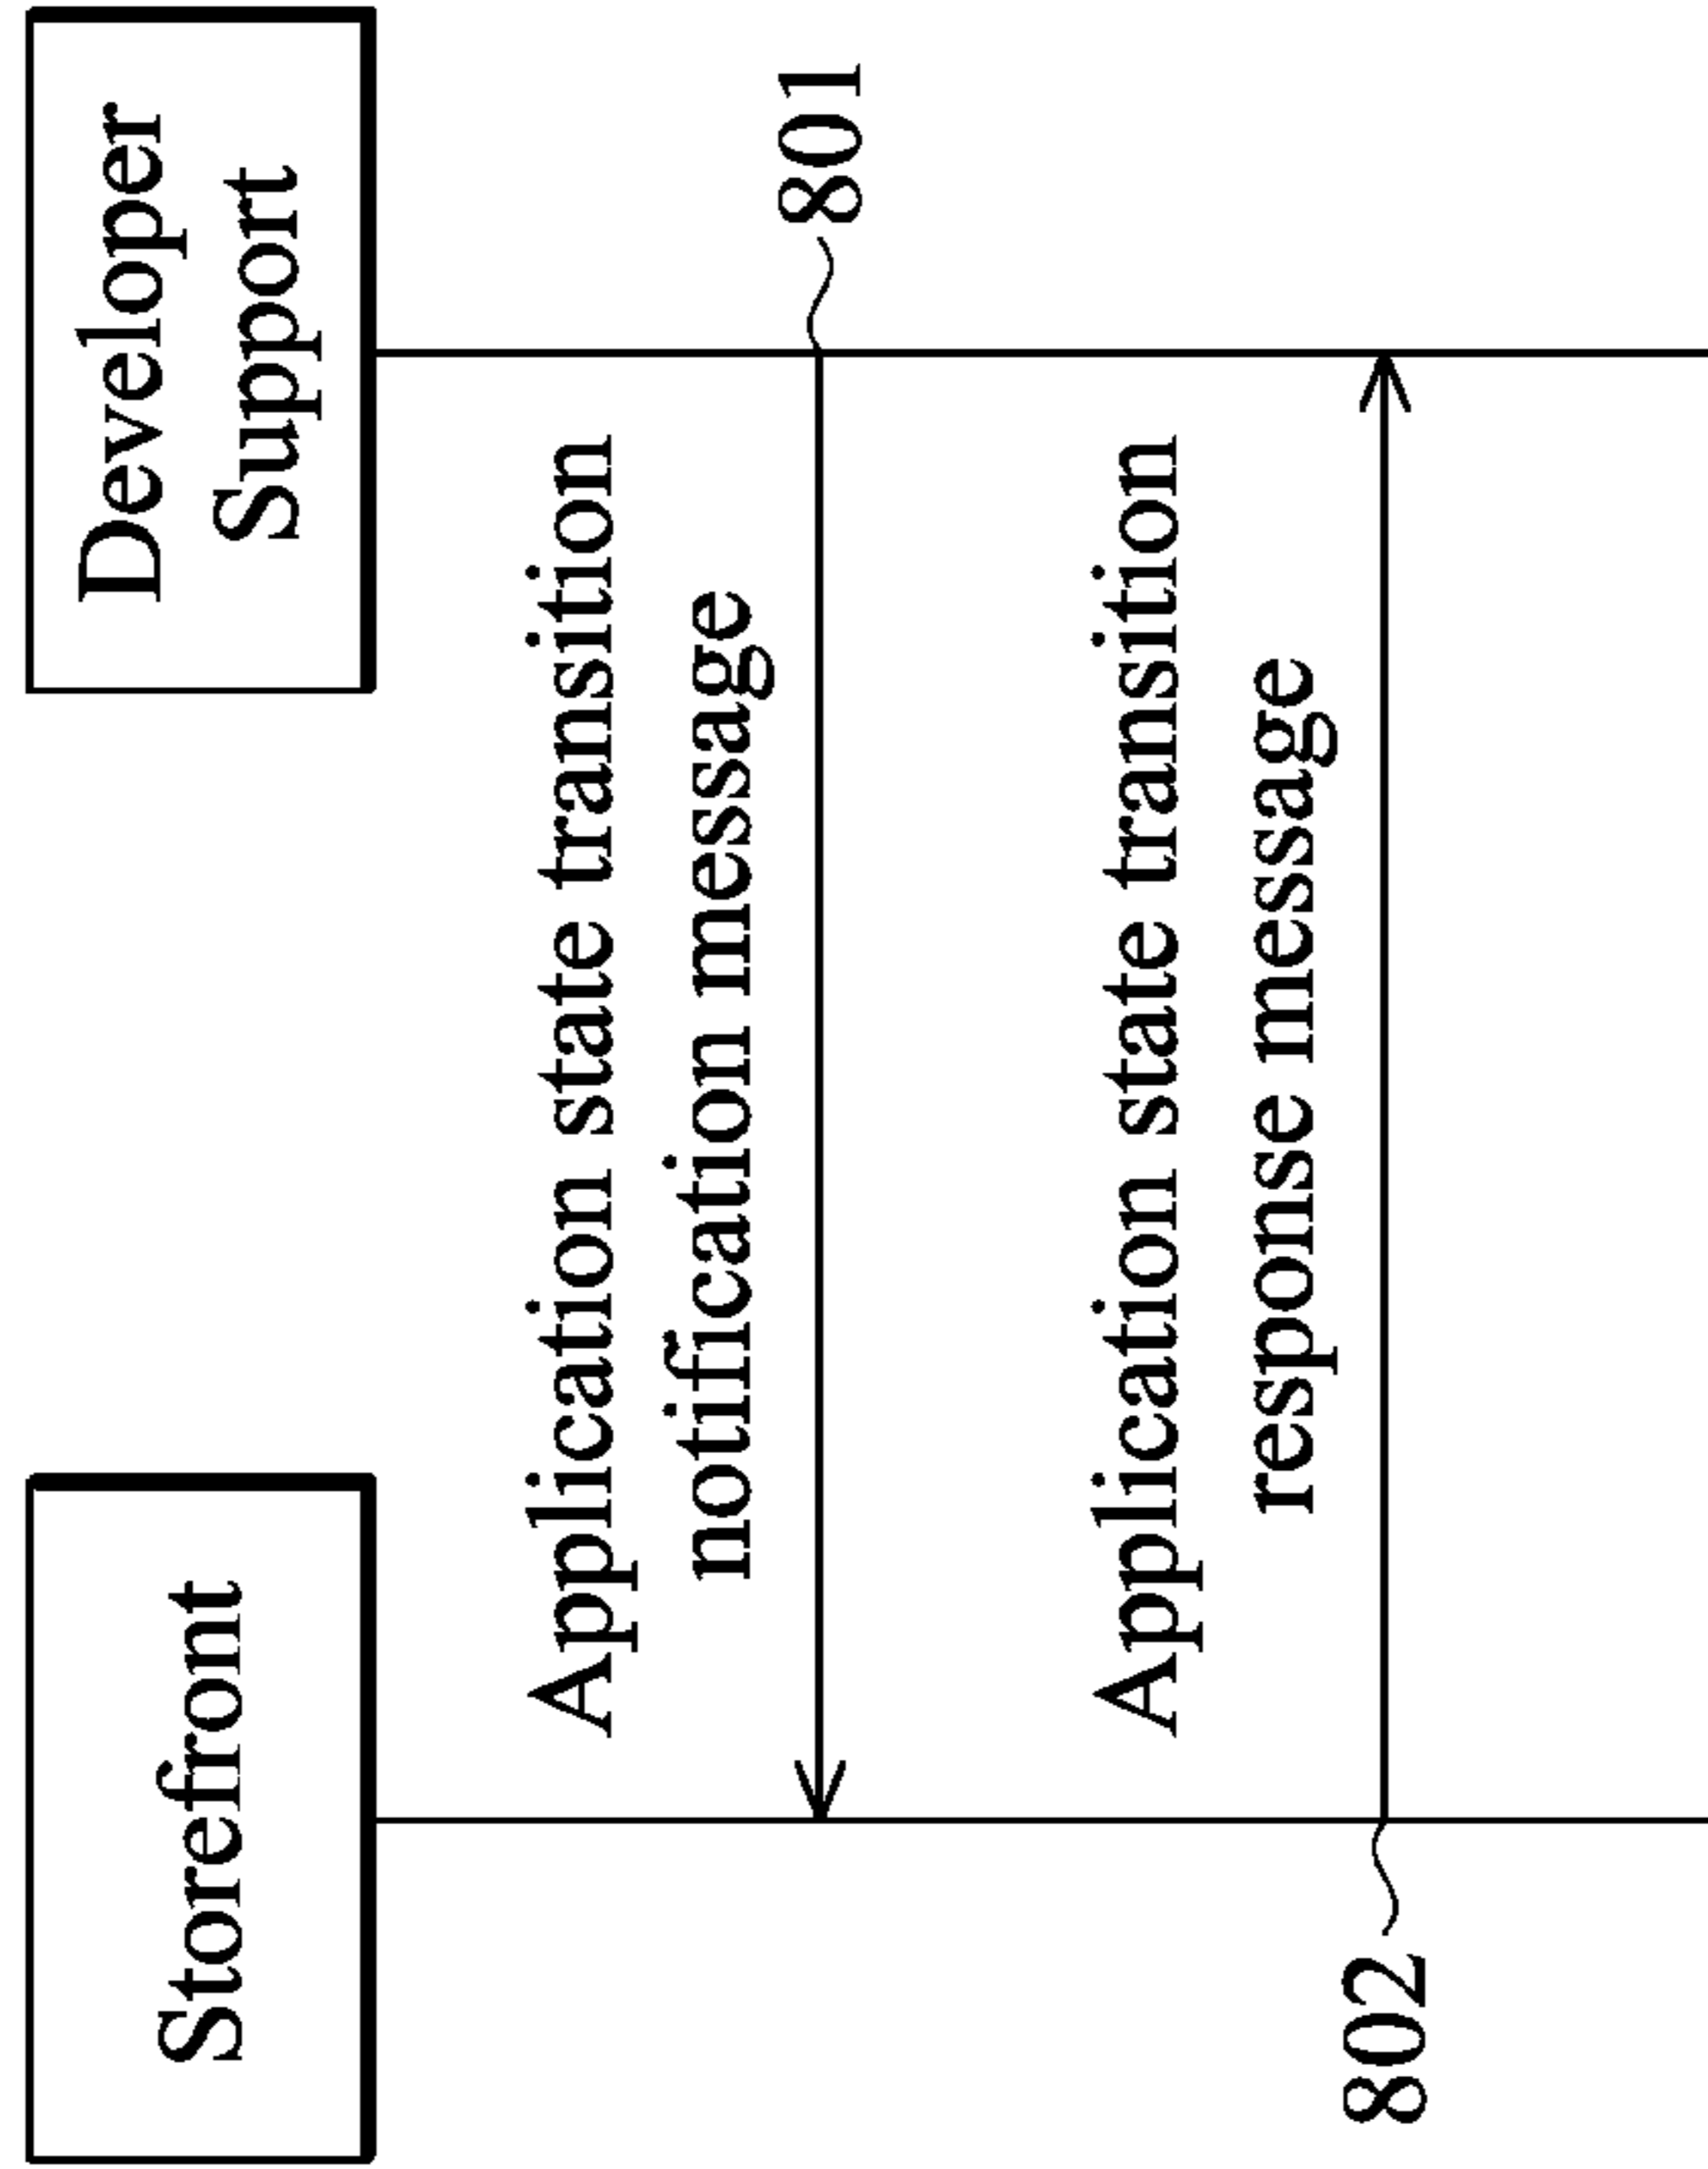 Storefront
Developer
Support
Application state transition
notification message
801
Application state transition
response message
802